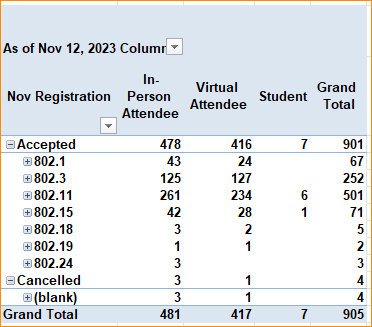 As of Nov 12, 2023 Column
Nov Registration In-Person Attendee Virtual Attendee Student Grand Total
Accepted 478 416 7 901
802.1 43 24 67
802.3 125 127 252
802.11 261 234 6 501
802.15 42 28 1 71
802.18 3 2 5
802.19 1 1 2
802.24 3 3
Cancelled 3 1 4
(blank) 3 1 4
Grand Total 481 417 7 905